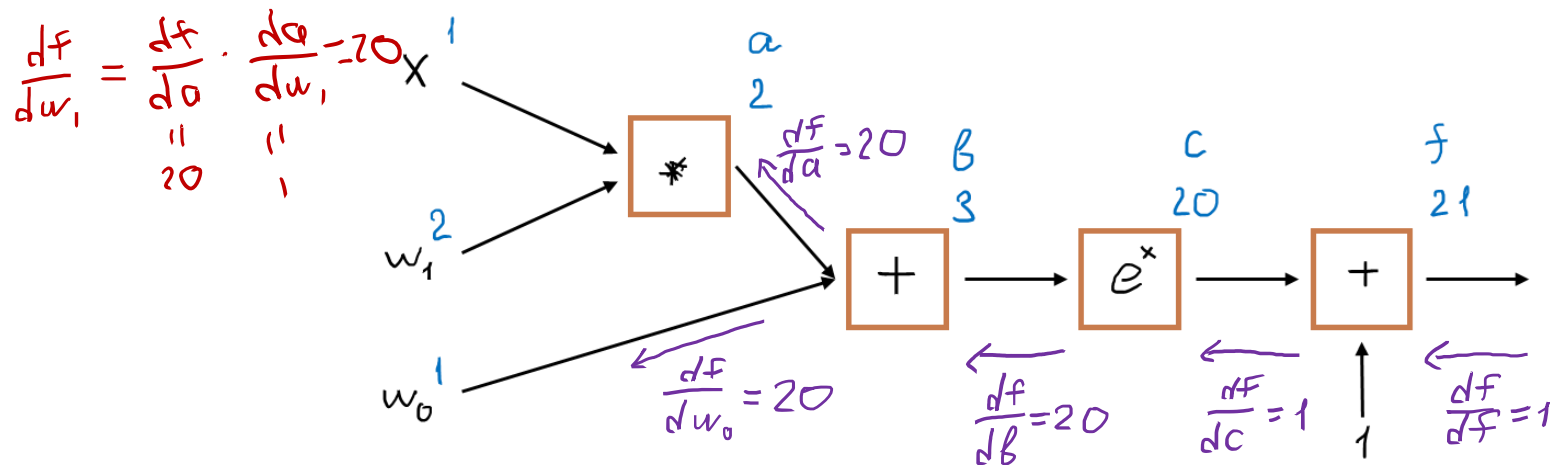 df/dw₁ = df/da · da/dw₁ = 20
" "
20 1
x 1
w₁ 2
w₀ 1
*
a
2
df/da = 20
+
b
3
df/dw₀ = 20
eˣ
c
20
df/db = 20
+
f
21
df/dc = 1
1
df/df = 1